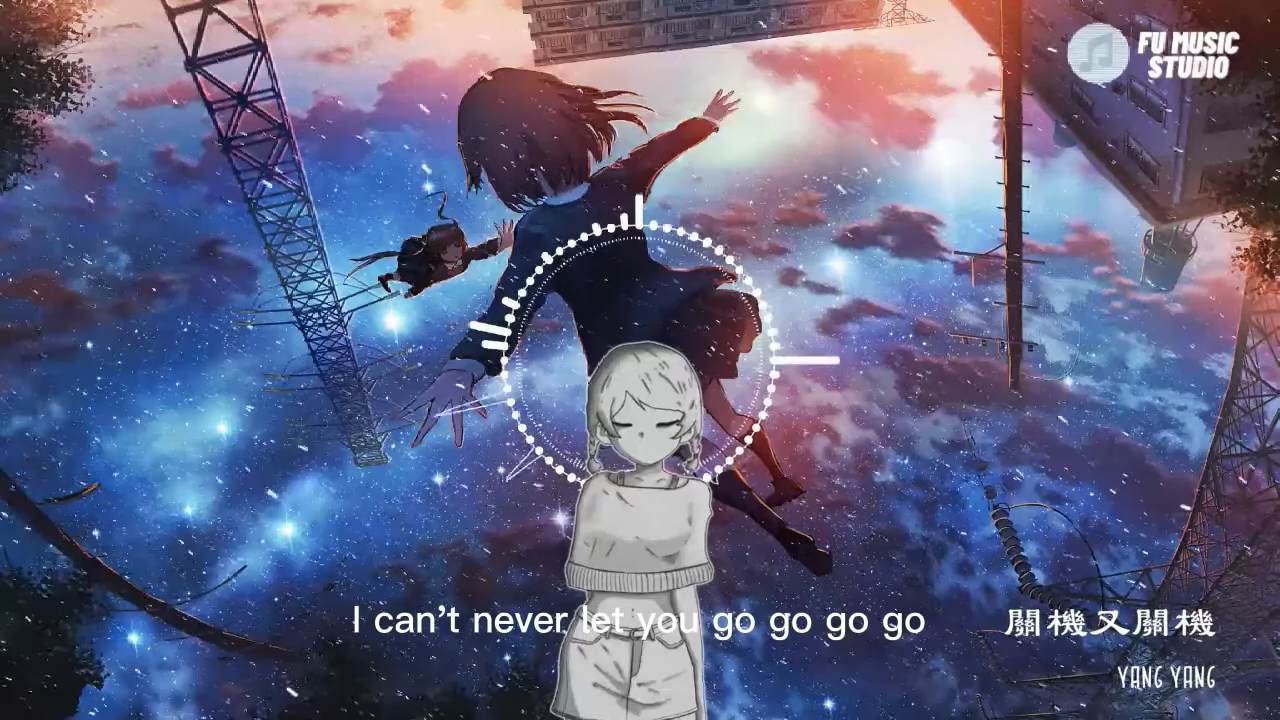 FU MUSIC
STUDIO
I can't never let you go go go go
關機又關機
YANG YANG